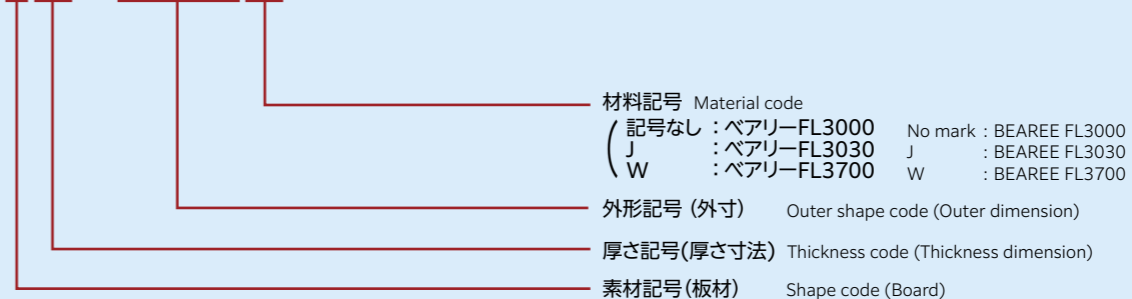 材料記号 Material code
記号なし：ベアリーFL3000 No mark : BEAREE FL3000
J ：ベアリーFL3030 J : BEAREE FL3030
W ：ベアリーFL3700 W : BEAREE FL3700
外形記号（外寸） Outer shape code (Outer dimension)
厚さ記号(厚さ寸法) Thickness code (Thickness dimension)
素材記号(板材) Shape code (Board)